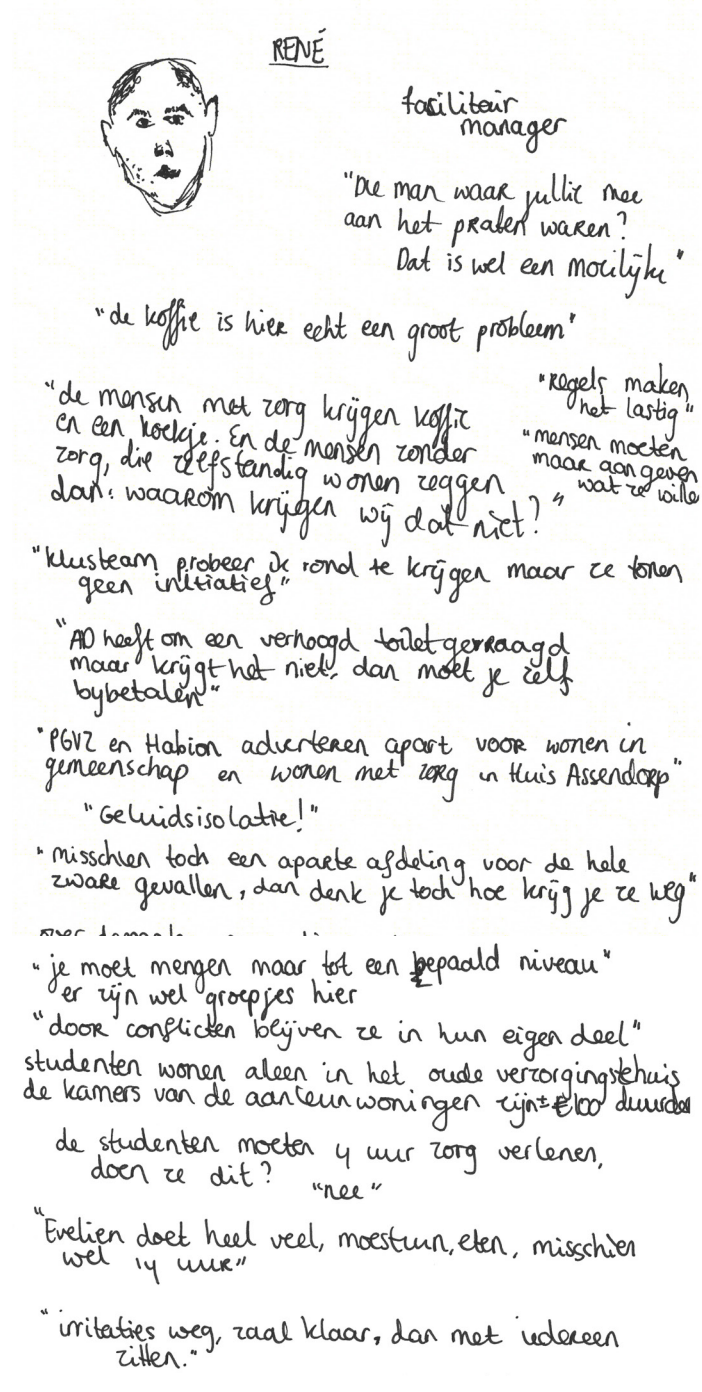 RENÉ
facilitair
manager
"Die man waar jullie mee
aan het praten waren?
Dat is wel een moeilijke"
"de koffie is hier echt een groot probleem"
"Regels maken
het lastig"
"mensen moeten
maar aangeven
wat ze wille
"de mensen met zorg krijgen koffie
en een koekje. En de mensen zonder
zorg, die zelfstandig wonen zeggen
dan: waarom krijgen wij dat niet?"
"klusteam probeer ik rond te krijgen maar ze tonen
geen initiatief"
"AD heeft om een verhoogd toilet gevraagd
maar krijgt het niet, dan moet je zelf
bybetalen"
"PGVZ en Habion adverteren apart voor wonen in
gemeenschap en wonen met zorg in Huis Assendorp"
"Geluidsisolatie!"
"misschien toch een aparte afdeling voor de hele
zware gevallen, dan denk je toch hoe krijg je ze weg"
"je moet mengen maar tot een bepaald niveau"
er zijn wel groepjes hier
"door conflicten blijven ze in hun eigen deel"
studenten wonen alleen in het oude verzorgingstehuis
de kamers van de aanleunwoningen zijn ± €100 duurder
de studenten moeten 4 uur zorg verlenen,
doen ze dit?
"nee"
"Evelien doet heel veel, moestuin, eten, misschien
wel 14 uur"
"irritaties weg, zaal klaar, dan met iedereen
zitten."